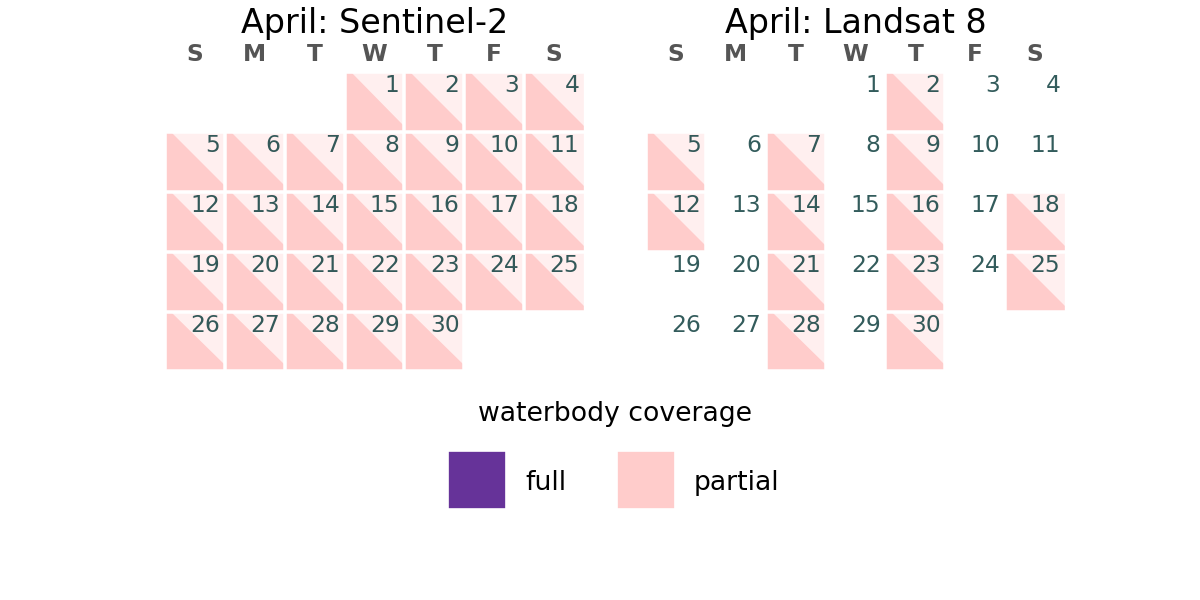 April: Sentinel-2
S M T W T F S
1 2 3 4
5 6 7 8 9 10 11
12 13 14 15 16 17 18
19 20 21 22 23 24 25
26 27 28 29 30
April: Landsat 8
S M T W T F S
1 2 3 4
5 6 7 8 9 10 11
12 13 14 15 16 17 18
19 20 21 22 23 24 25
26 27 28 29 30
waterbody coverage
full partial